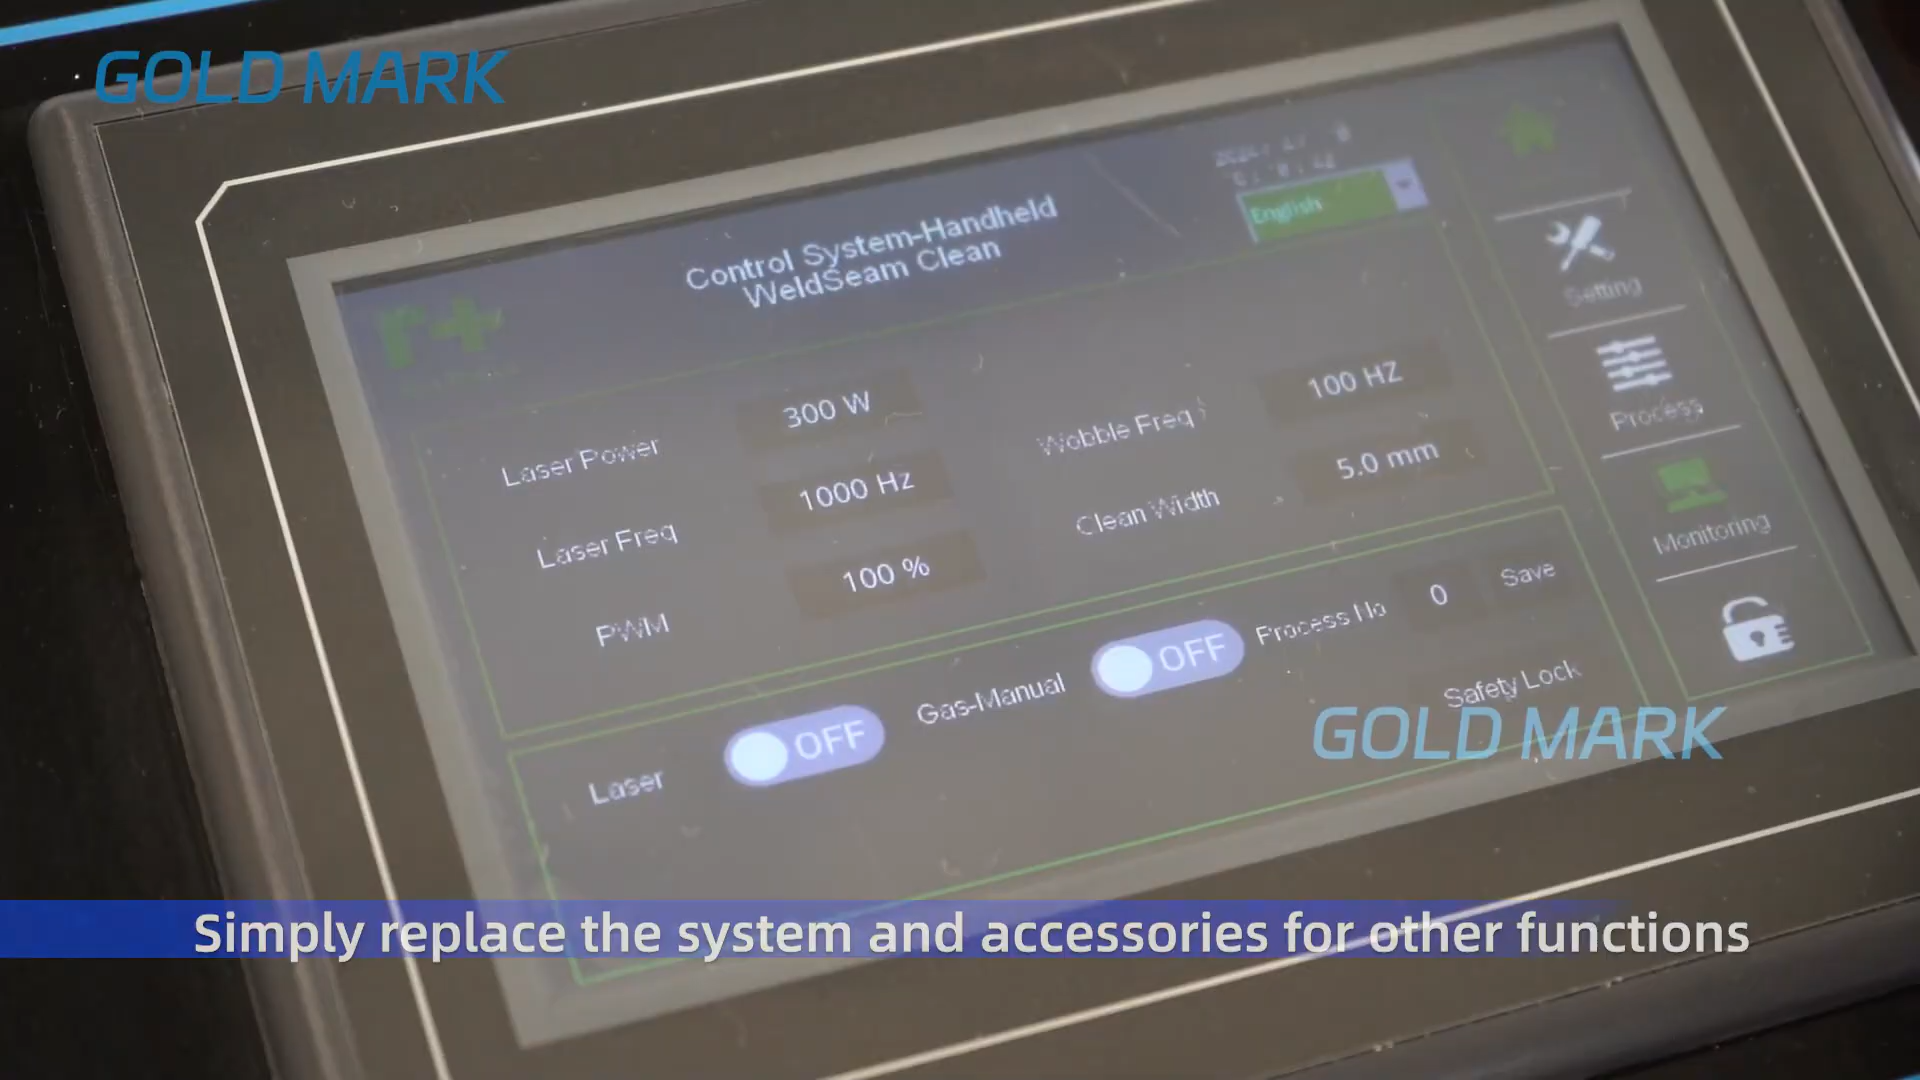 GOLD MARK
Control System-Handheld
WeldSeam Clean
English
r+
Laser Power
300 W
Wobble Freq
100 HZ
Laser Freq
1000 Hz
Clean Width
5.0 mm
PWM
100 %
Laser
OFF
Gas-Manual
OFF
Process No
0
Save
Safety Lock
Setting
Process
Monitoring
GOLD MARK
Simply replace the system and accessories for other functions